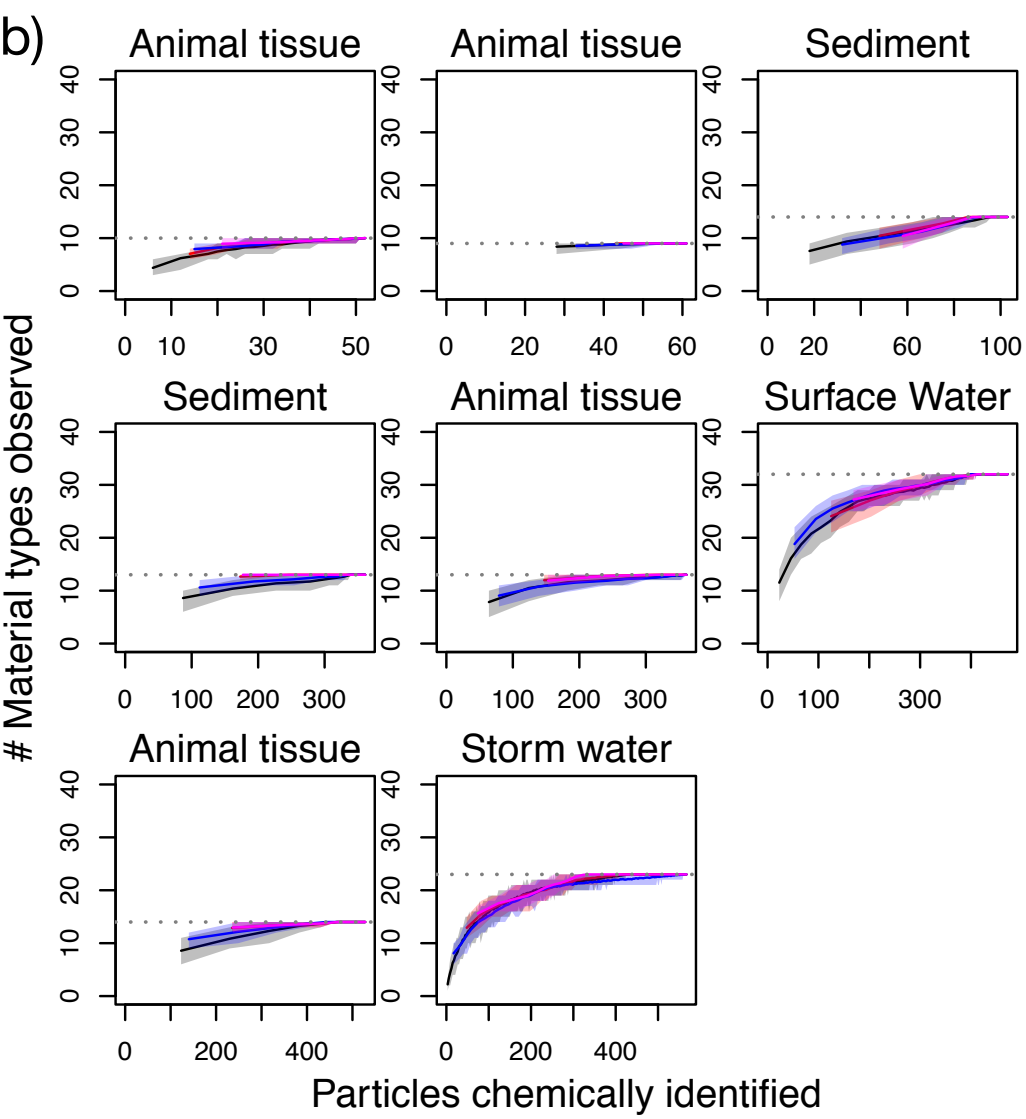 b)
Animal tissue
Animal tissue
Sediment
0 10 20 30 40
0 10 20 30 40
0 10 20 30 40
0 10 30 50
0 20 40 60
0 20 60 100
# Material types observed
Sediment
Animal tissue
Surface Water
0 10 20 30 40
0 10 20 30 40
0 10 20 30 40
0 100 200 300
0 100 200 300
0 100 300
Animal tissue
Storm water
0 10 20 30 40
0 10 20 30 40
0 200 400
0 200 400
Particles chemically identified